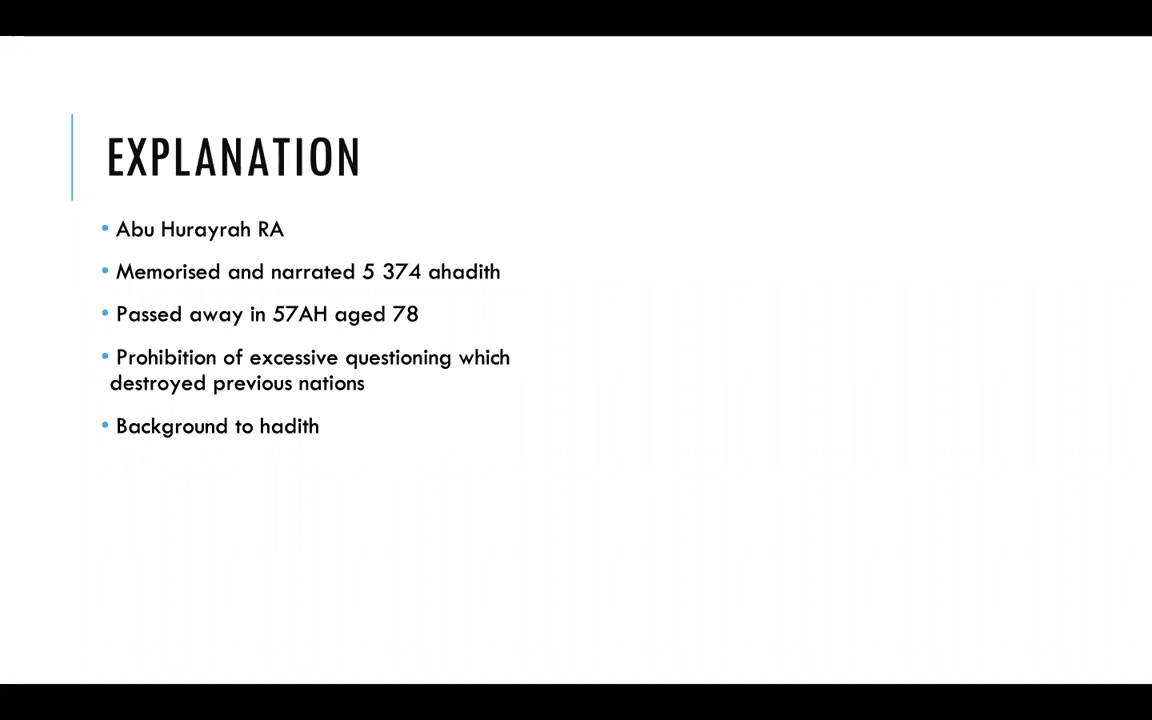 EXPLANATION
• Abu Hurayrah RA
• Memorised and narrated 5 374 ahadith
• Passed away in 57AH aged 78
• Prohibition of excessive questioning which
destroyed previous nations
• Background to hadith